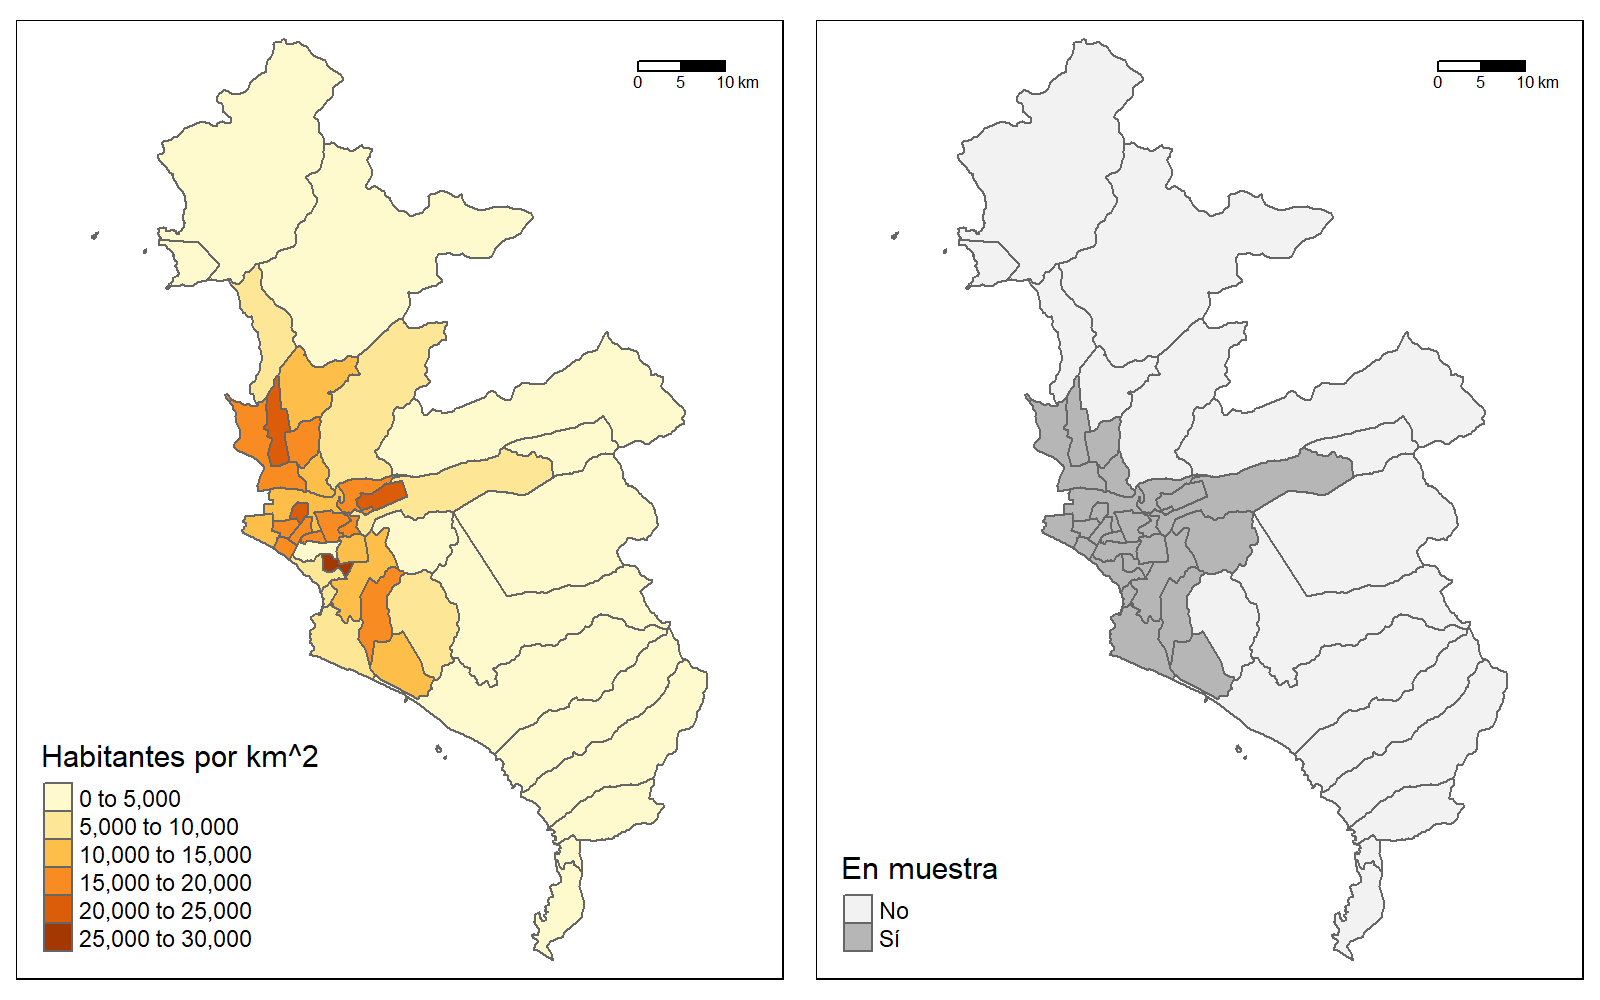 0 5 10 km
Habitantes por km^2
0 to 5,000
5,000 to 10,000
10,000 to 15,000
15,000 to 20,000
20,000 to 25,000
25,000 to 30,000
0 5 10 km
En muestra
No
Sí